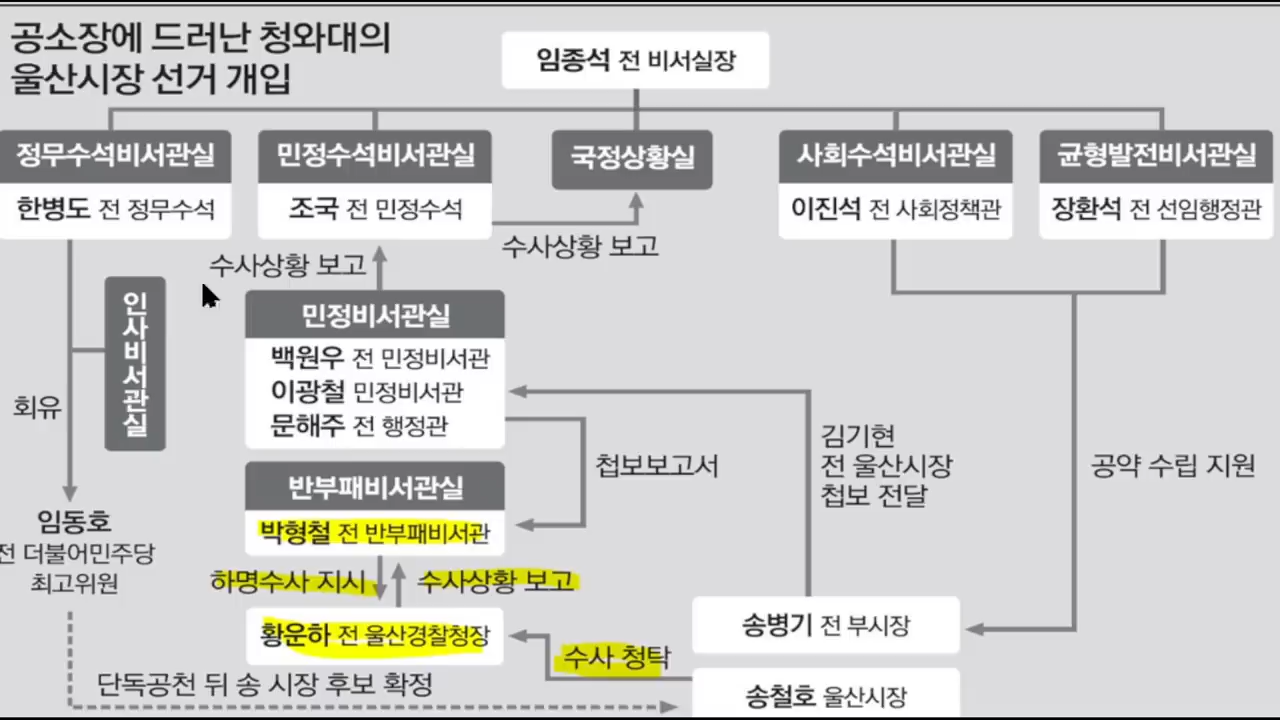 공소장에 드러난 청와대의
울산시장 선거 개입
임종석 전 비서실장
정무수석비서관실
한병도 전 정무수석
민정수석비서관실
조국 전 민정수석
국정상황실
사회수석비서관실
이진석 전 사회정책관
균형발전비서관실
장환석 전 선임행정관
수사상황 보고
수사상황 보고
인사비서관실
회유
민정비서관실
백원우 전 민정비서관
이광철 민정비서관
문해주 전 행정관
첩보보고서
김기현
전 울산시장
첩보 전달
공약 수립 지원
반부패비서관실
박형철 전 반부패비서관
임동호
전 더불어민주당
최고위원
하명수사 지시
수사상황 보고
황운하 전 울산경찰청장
수사 청탁
송병기 전 부시장
단독공천 뒤 송 시장 후보 확정
송철호 울산시장